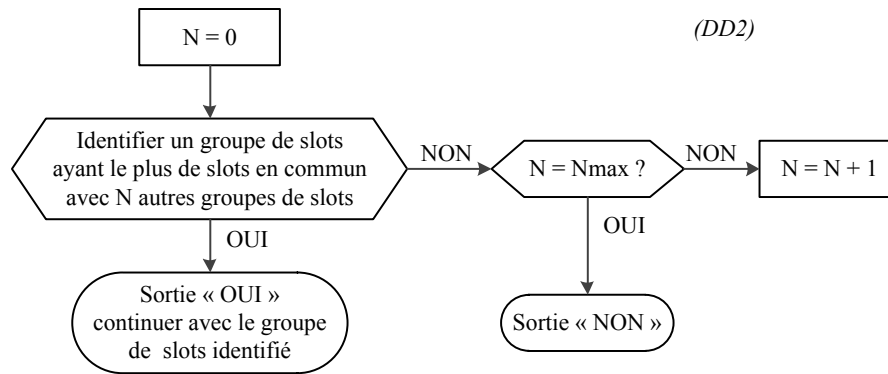 N = 0
(DD2)
Identifier un groupe de slots
ayant le plus de slots en commun
avec N autres groupes de slots
NON
N = Nmax ?
NON
N = N + 1
OUI
OUI
Sortie « OUI »
continuer avec le groupe
de slots identifié
Sortie « NON »